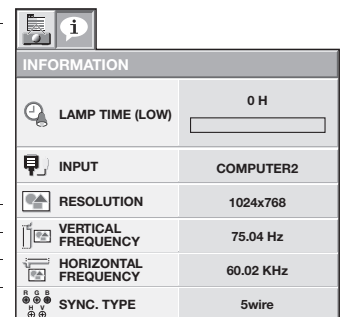 INFORMATION
LAMP TIME (LOW)
0 H
INPUT
COMPUTER2
RESOLUTION
1024x768
VERTICAL
FREQUENCY
75.04 Hz
HORIZONTAL
FREQUENCY
60.02 KHz
R G B
H V
SYNC. TYPE
5wire